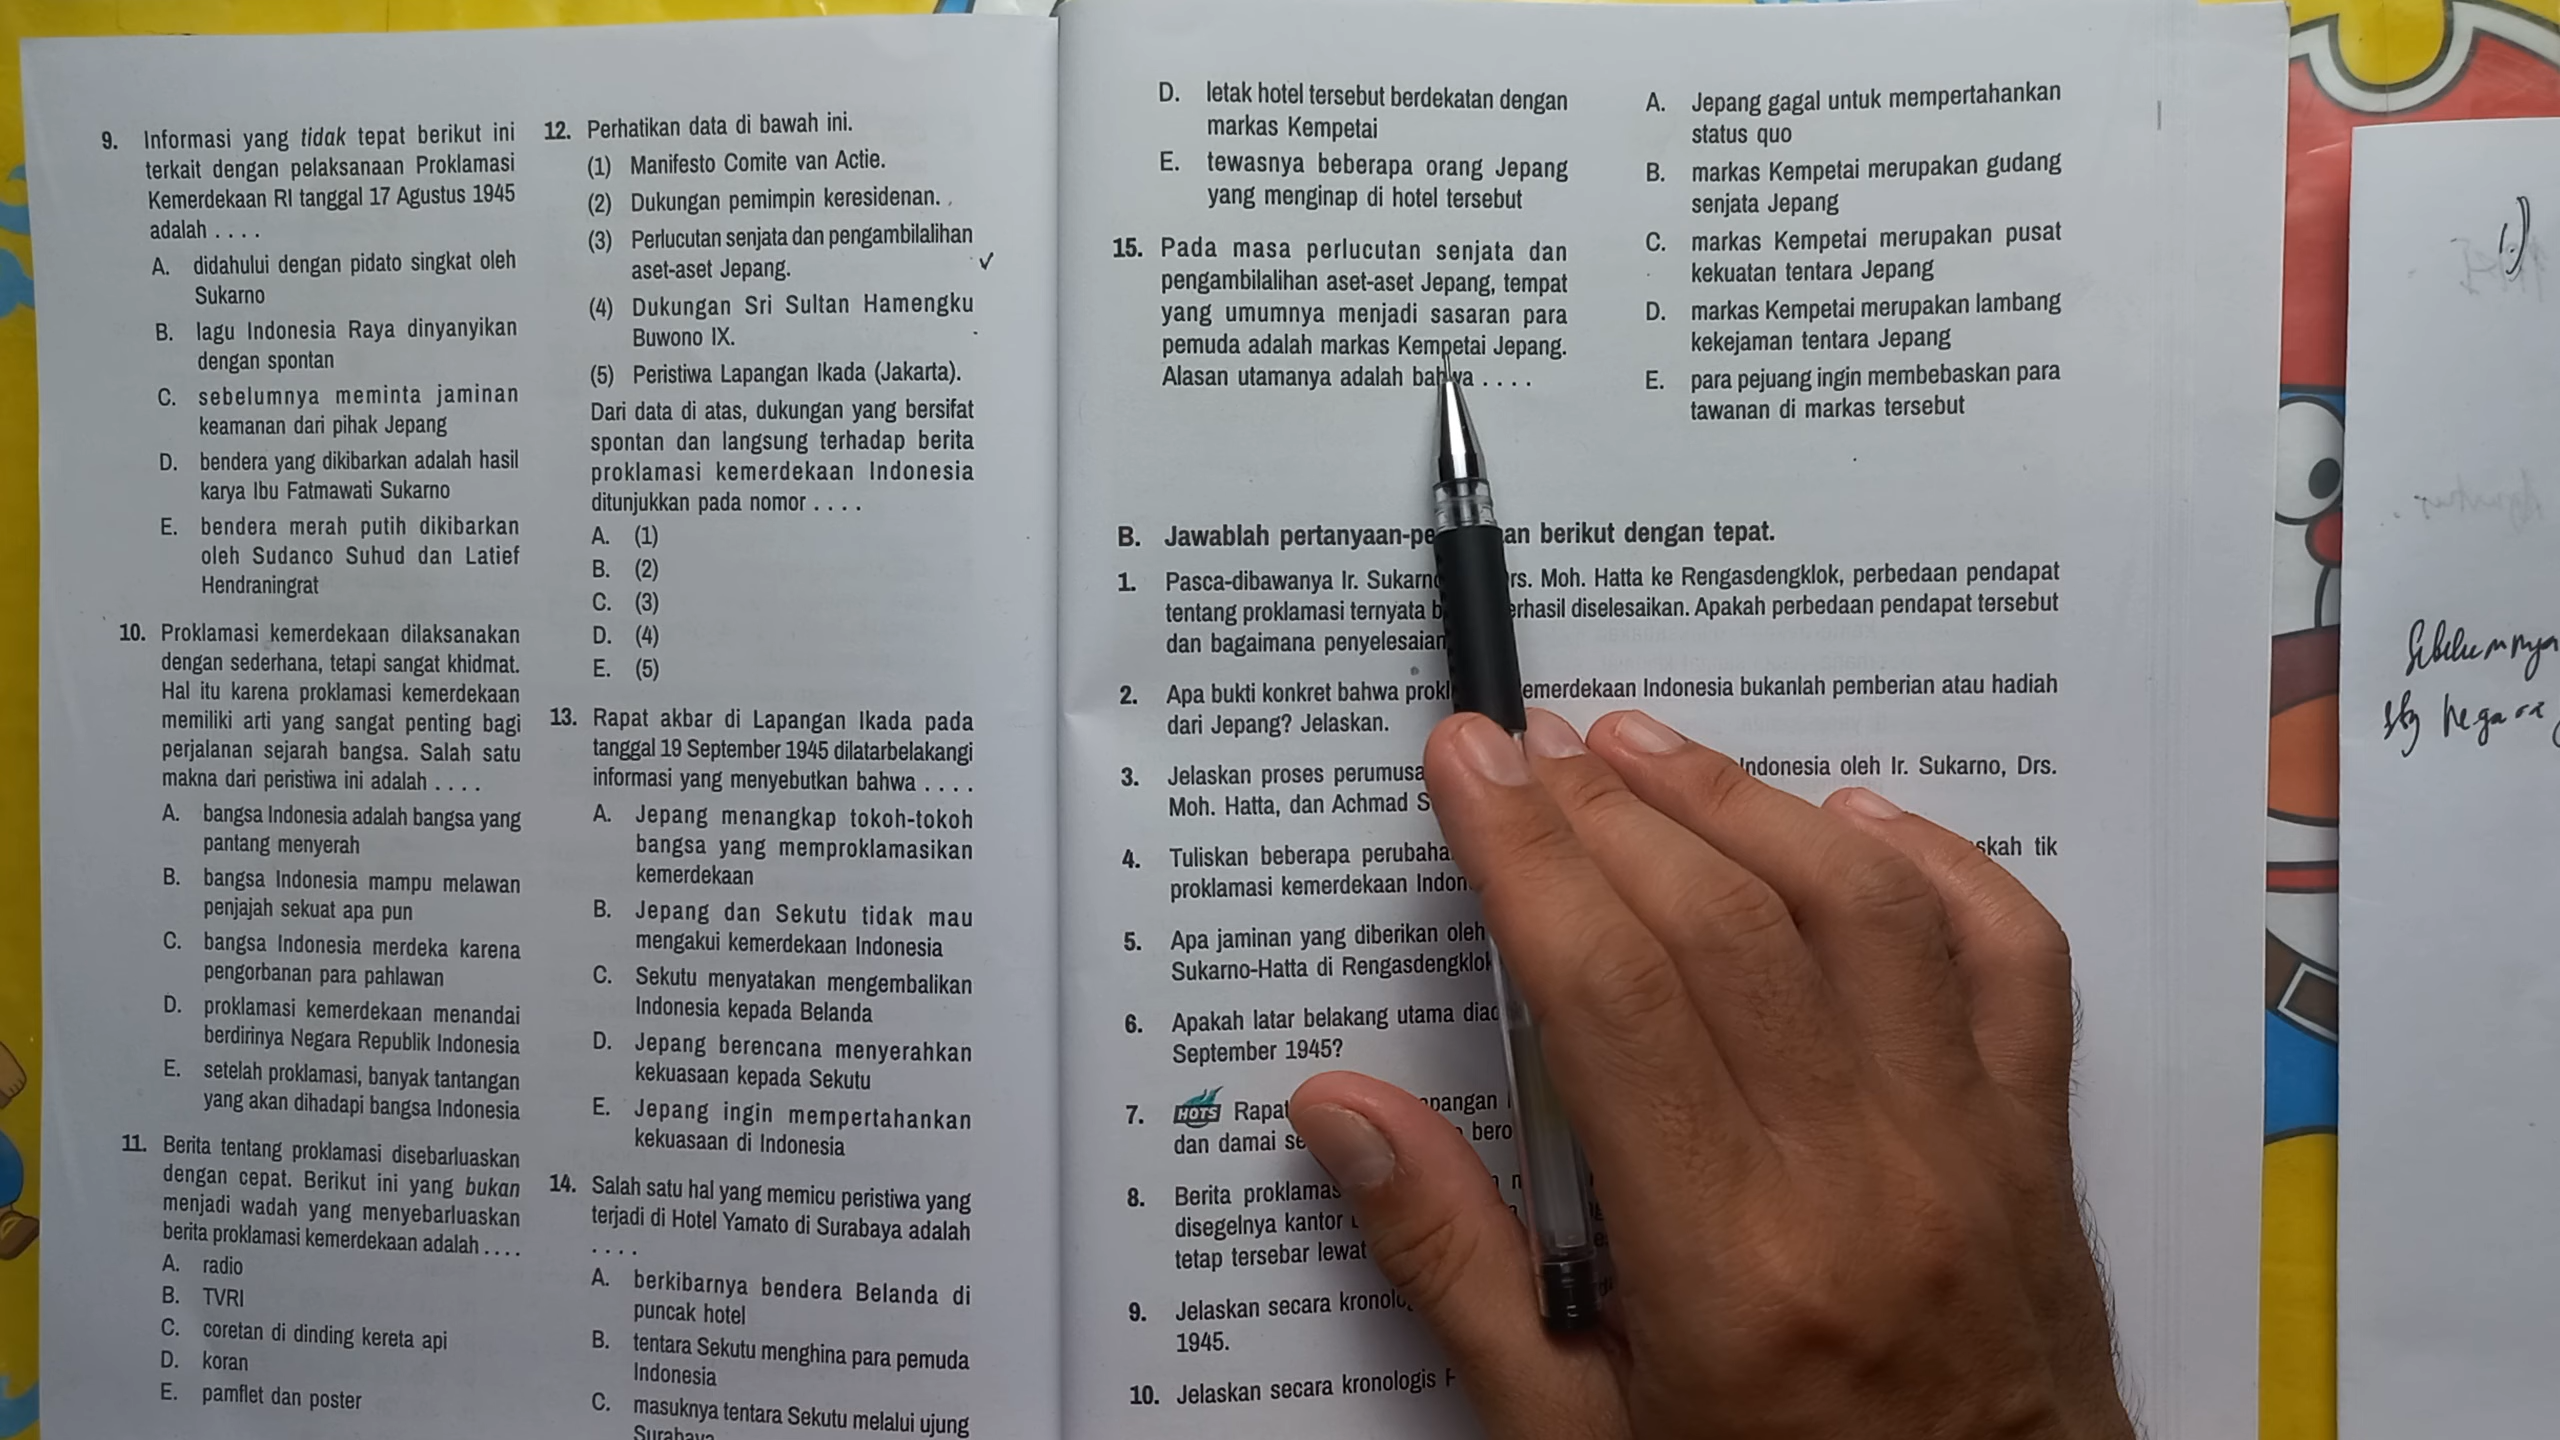 9. Informasi yang tidak tepat berikut ini
terkait dengan pelaksanaan Proklamasi
Kemerdekaan RI tanggal 17 Agustus 1945
adalah . . . .
A. didahului dengan pidato singkat oleh
Sukarno
B. lagu Indonesia Raya dinyanyikan
dengan spontan
C. sebelumnya meminta jaminan
keamanan dari pihak Jepang
D. bendera yang dikibarkan adalah hasil
karya Ibu Fatmawati Sukarno
E. bendera merah putih dikibarkan
oleh Sudanco Suhud dan Latief
Hendraningrat
10. Proklamasi kemerdekaan dilaksanakan
dengan sederhana, tetapi sangat khidmat.
Hal itu karena proklamasi kemerdekaan
memiliki arti yang sangat penting bagi
perjalanan sejarah bangsa. Salah satu
makna dari peristiwa ini adalah . . . .
A. bangsa Indonesia adalah bangsa yang
pantang menyerah
B. bangsa Indonesia mampu melawan
penjajah sekuat apa pun
C. bangsa Indonesia merdeka karena
pengorbanan para pahlawan
D. proklamasi kemerdekaan menandai
berdirinya Negara Republik Indonesia
E. setelah proklamasi, banyak tantangan
yang akan dihadapi bangsa Indonesia
11. Berita tentang proklamasi disebarluaskan
dengan cepat. Berikut ini yang bukan
menjadi wadah yang menyebarluaskan
berita proklamasi kemerdekaan adalah . . . .
A. radio
B. TVRI
C. coretan di dinding kereta api
D. koran
E. pamflet dan poster
12. Perhatikan data di bawah ini.
(1) Manifesto Comite van Actie.
(2) Dukungan pemimpin keresidenan.
(3) Perlucutan senjata dan pengambilalihan
aset-aset Jepang.
(4) Dukungan Sri Sultan Hamengku
Buwono IX.
(5) Peristiwa Lapangan Ikada (Jakarta).
Dari data di atas, dukungan yang bersifat
spontan dan langsung terhadap berita
proklamasi kemerdekaan Indonesia
ditunjukkan pada nomor . . . .
A. (1)
B. (2)
C. (3)
D. (4)
E. (5)
13. Rapat akbar di Lapangan Ikada pada
tanggal 19 September 1945 dilatarbelakangi
informasi yang menyebutkan bahwa . . . .
A. Jepang menangkap tokoh-tokoh
bangsa yang memproklamasikan
kemerdekaan
B. Jepang dan Sekutu tidak mau
mengakui kemerdekaan Indonesia
C. Sekutu menyatakan mengembalikan
Indonesia kepada Belanda
D. Jepang berencana menyerahkan
kekuasaan kepada Sekutu
E. Jepang ingin mempertahankan
kekuasaan di Indonesia
14. Salah satu hal yang memicu peristiwa yang
terjadi di Hotel Yamato di Surabaya adalah
. . . .
A. berkibarnya bendera Belanda di
puncak hotel
B. tentara Sekutu menghina para pemuda
Indonesia
C. masuknya tentara Sekutu melalui ujung
Surabaya
D. letak hotel tersebut berdekatan dengan
markas Kempetai
E. tewasnya beberapa orang Jepang
yang menginap di hotel tersebut
15. Pada masa perlucutan senjata dan
pengambilalihan aset-aset Jepang, tempat
yang umumnya menjadi sasaran para
pemuda adalah markas Kempetai Jepang.
Alasan utamanya adalah bahwa . . . .
A. Jepang gagal untuk mempertahankan
status quo
B. markas Kempetai merupakan gudang
senjata Jepang
C. markas Kempetai merupakan pusat
kekuatan tentara Jepang
D. markas Kempetai merupakan lambang
kekejaman tentara Jepang
E. para pejuang ingin membebaskan para
tawanan di markas tersebut
B. Jawablah berikut dengan tepat.
1. Pasca-dibawanya Ir. Moh. Hatta ke Rengasdengklok, perbedaan pendapat
tentang proklamasi ternyata diselesaikan. Apakah perbedaan pendapat tersebut
dan bagaimana
2. Apa bukti konkret bahwa Indonesia bukanlah pemberian atau hadiah
dari Jepang? Jelaskan.
3. Jelaskan proses Indonesia oleh Ir. Sukarno, Drs.
Moh. Hatta, dan Achmad
4. Tuliskan beberapa tik
proklamasi kemerdekaan
5. Apa jaminan yang diberikan oleh
Sukarno-Hatta di
6. Apakah latar belakang utama
September 1945?
7. HOTS
dan damai
8. Berita
disegelnya kantor
tetap tersebar lewat
9. Jelaskan secara
1945.
10. Jelaskan secara kronologis
Sebelumnya